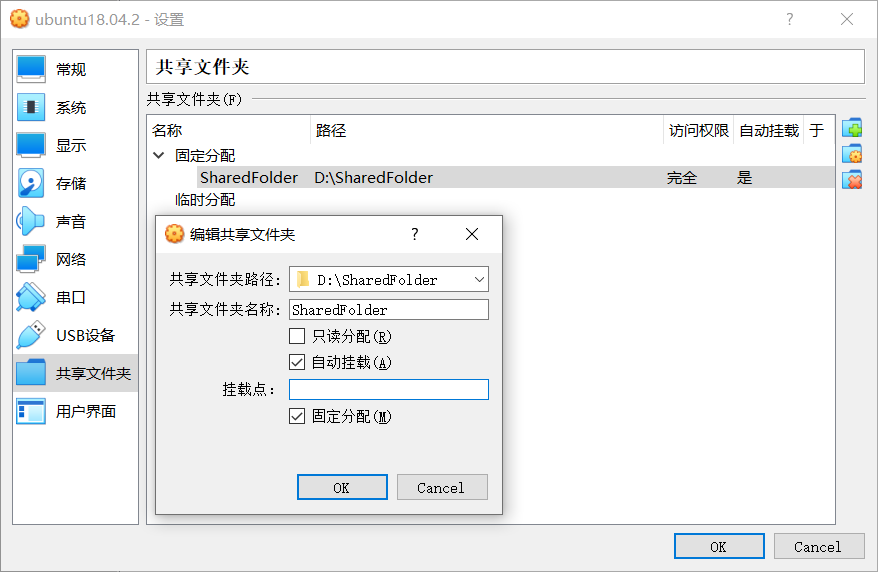 ubuntu18.04.2 - 设置
常规
系统
显示
存储
声音
网络
串口
USB设备
共享文件夹
用户界面
共享文件夹
共享文件夹(F)
名称 路径 访问权限 自动挂载 于
固定分配
SharedFolder D:\SharedFolder 完全 是
临时分配
编辑共享文件夹 ?
共享文件夹路径: D:\SharedFolder
共享文件夹名称: SharedFolder
只读分配(R)
自动挂载(A)
挂载点:
固定分配(M)
OK Cancel
OK Cancel